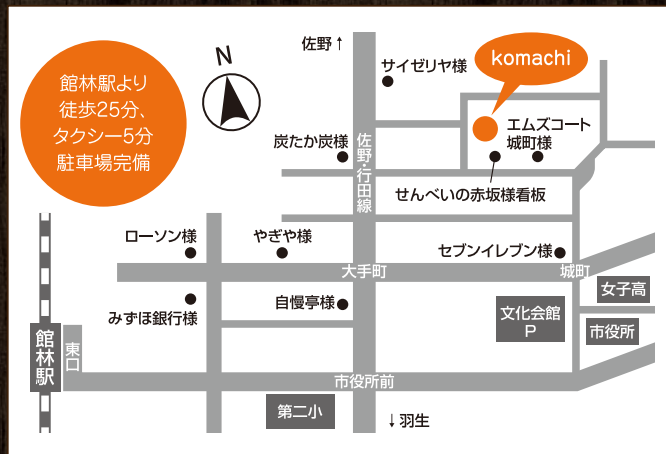 館林駅より
徒歩25分、
タクシー5分
駐車場完備
N
佐野↑
サイゼリヤ様
komachi
エムズコート
城町様
炭たか炭様
佐野・行田線
せんべいの赤坂様看板
ローソン様
やぎや様
セブンイレブン様
大手町
城町
女子高
みずほ銀行様
自慢亭様
文化会館
P
市役所
館林駅
東口
市役所前
第二小
↓羽生